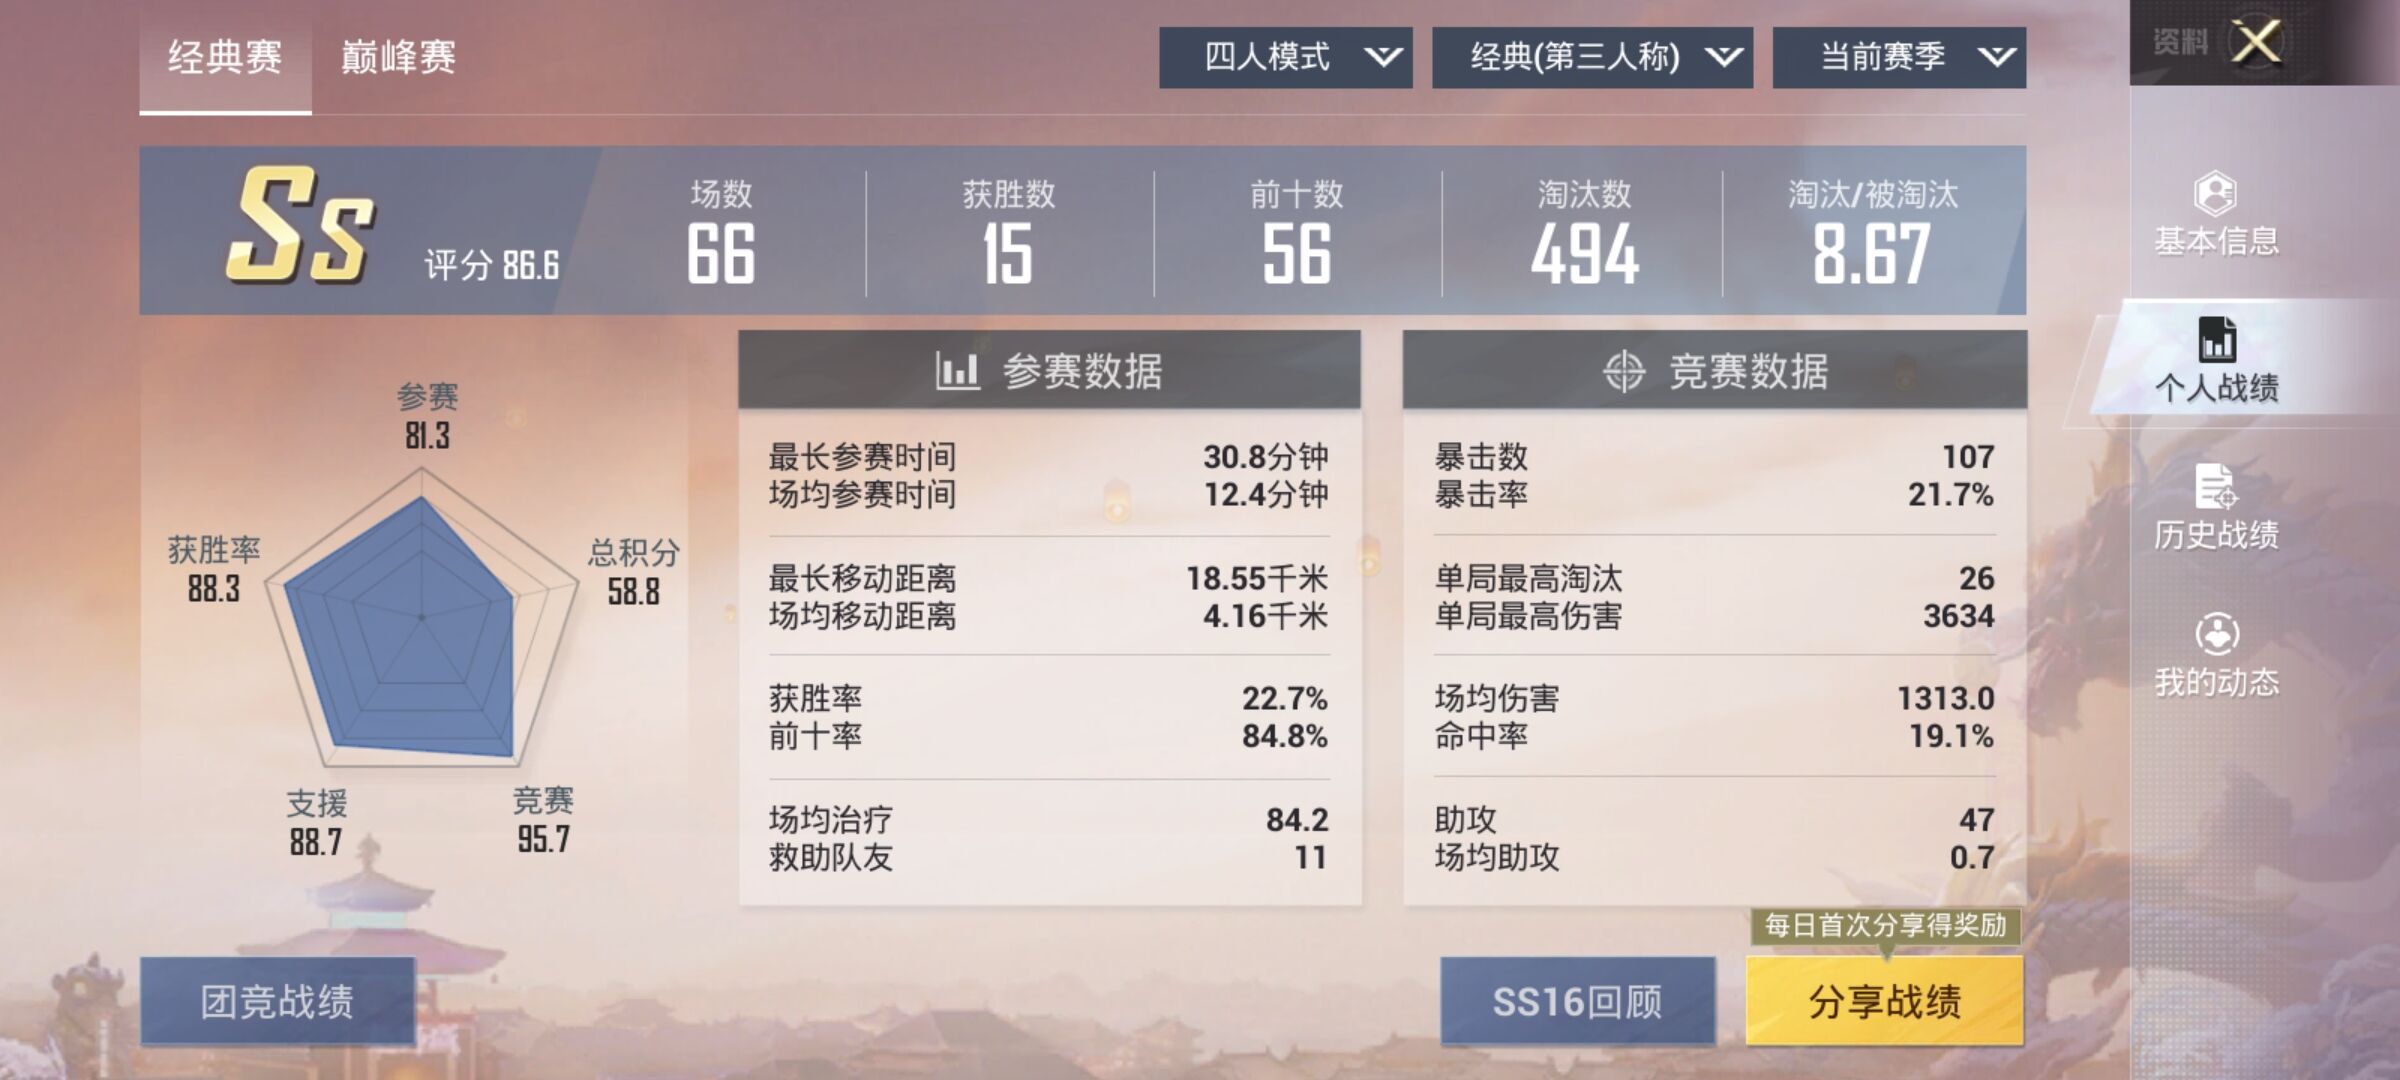 经典赛 巅峰赛 四人模式 经典(第三人称) 当前赛季 资料
Ss 评分 86.6
场数 获胜数 前十数 淘汰数 淘汰/被淘汰
66 15 56 494 8.67
参赛
81.3
获胜率
88.3
总积分
58.8
支援
88.7
竞赛
95.7
参赛数据
最长参赛时间 30.8分钟
场均参赛时间 12.4分钟
最长移动距离 18.55千米
场均移动距离 4.16千米
获胜率 22.7%
前十率 84.8%
场均治疗 84.2
救助队友 11
竞赛数据
暴击数 107
暴击率 21.7%
单局最高淘汰 26
单局最高伤害 3634
场均伤害 1313.0
命中率 19.1%
助攻 47
场均助攻 0.7
基本信息
个人战绩
历史战绩
我的动态
每日首次分享得奖励
团竞战绩 SS16回顾 分享战绩